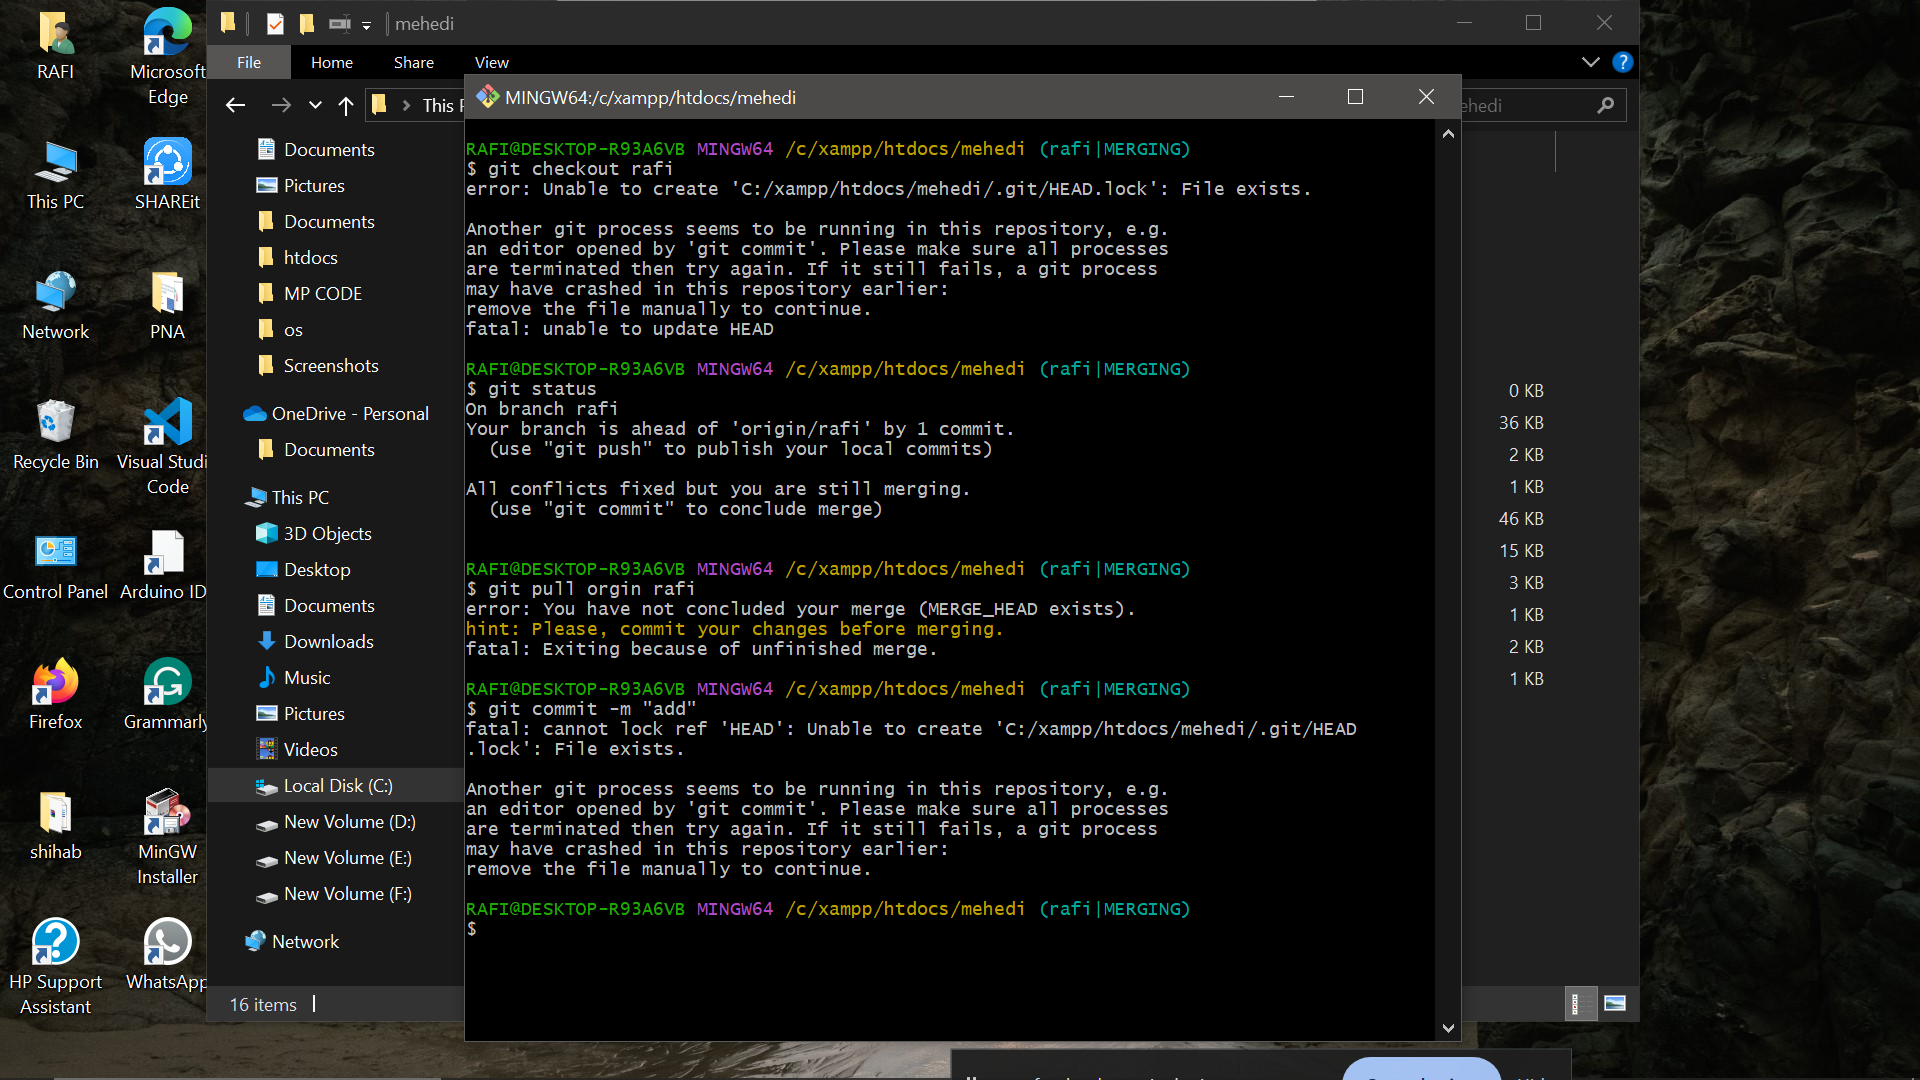 RAFI
Microsoft
Edge
This PC
SHAREit
Network
PNA
Recycle Bin
Visual Studi
Code
Control Panel
Arduino ID
Firefox
Grammarly
shihab
MinGW
Installer
HP Support
Assistant
WhatsApp
mehedi
File
Home
Share
View
This P
ehedi
Documents
Pictures
Documents
htdocs
MP CODE
os
Screenshots
OneDrive - Personal
Documents
This PC
3D Objects
Desktop
Documents
Downloads
Music
Pictures
Videos
Local Disk (C:)
New Volume (D:)
New Volume (E:)
New Volume (F:)
Network
16 items
MINGW64:/c/xampp/htdocs/mehedi
RAFI@DESKTOP-R93A6VB MINGW64 /c/xampp/htdocs/mehedi (rafi|MERGING)
$ git checkout rafi
error: Unable to create 'C:/xampp/htdocs/mehedi/.git/HEAD.lock': File exists.
Another git process seems to be running in this repository, e.g.
an editor opened by 'git commit'. Please make sure all processes
are terminated then try again. If it still fails, a git process
may have crashed in this repository earlier:
remove the file manually to continue.
fatal: unable to update HEAD
RAFI@DESKTOP-R93A6VB MINGW64 /c/xampp/htdocs/mehedi (rafi|MERGING)
$ git status
On branch rafi
Your branch is ahead of 'origin/rafi' by 1 commit.
(use "git push" to publish your local commits)
All conflicts fixed but you are still merging.
(use "git commit" to conclude merge)
RAFI@DESKTOP-R93A6VB MINGW64 /c/xampp/htdocs/mehedi (rafi|MERGING)
$ git pull orgin rafi
error: You have not concluded your merge (MERGE_HEAD exists).
hint: Please, commit your changes before merging.
fatal: Exiting because of unfinished merge.
RAFI@DESKTOP-R93A6VB MINGW64 /c/xampp/htdocs/mehedi (rafi|MERGING)
$ git commit -m "add"
fatal: cannot lock ref 'HEAD': Unable to create 'C:/xampp/htdocs/mehedi/.git/HEAD
.lock': File exists.
Another git process seems to be running in this repository, e.g.
an editor opened by 'git commit'. Please make sure all processes
are terminated then try again. If it still fails, a git process
may have crashed in this repository earlier:
remove the file manually to continue.
RAFI@DESKTOP-R93A6VB MINGW64 /c/xampp/htdocs/mehedi (rafi|MERGING)
$
0 KB
36 KB
2 KB
1 KB
46 KB
15 KB
3 KB
1 KB
2 KB
1 KB